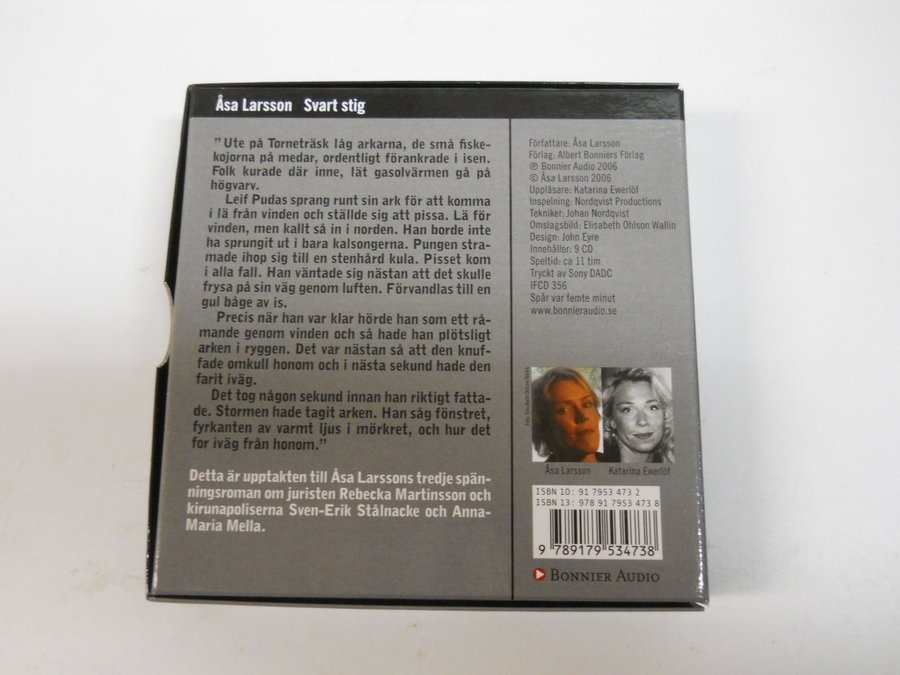 Åsa Larsson Svart stig
”Ute på Torneträsk låg arkarna, de små fiske-
kojorna på medar, ordentligt förankrade i isen.
Folk kurade där inne, lät gasolvärmen gå på
högvarv.
Leif Pudas sprang runt sin ark för att komma
i lä från vinden och ställde sig att pissa. Lä för
vinden, men kallt så in i norden. Han borde inte
ha sprungit ut i bara kalsongerna. Pungen stra-
made ihop sig till en stenhård kula. Pisset kom
i alla fall. Han väntade sig nästan att det skulle
frysa på sin väg genom luften. Förvandlas till en
gul båge av is.
Precis när han var klar hörde han som ett rå-
mande genom vinden och så hade han plötsligt
arken i ryggen. Det var nästan så att den knuf-
fade omkull honom och i nästa sekund hade den
farit iväg.
Det tog någon sekund innan han riktigt fatta-
de. Stormen hade tagit arken. Han såg fönstret,
fyrkanten av varmt ljus i mörkret, och hur det
for iväg från honom.”
Detta är upptakten till Åsa Larssons tredje spän-
ningsroman om juristen Rebecka Martinsson och
kirunapoliserna Sven-Erik Stålnacke och Anna-
Maria Mella.
Författare: Åsa Larsson
Förlag: Albert Bonniers Förlag
℗ Bonnier Audio 2006
© Åsa Larsson 2006
Uppläsare: Katarina Ewerlöf
Inspelning: Nordqvist Productions
Tekniker: Johan Nordqvist
Omslagsbild: Elisabeth Ohlson Wallin
Design: John Eyre
Innehåller: 9 CD
Speltid: ca 11 tim
Tryckt av Sony DADC
IFCD 356
Spår var femte minut
www.bonnieraudio.se
Åsa Larsson Katarina Ewerlöf
ISBN 10: 91 7953 473 2
ISBN 13: 978 91 7953 473 8
9 789179 534738
BONNIER AUDIO